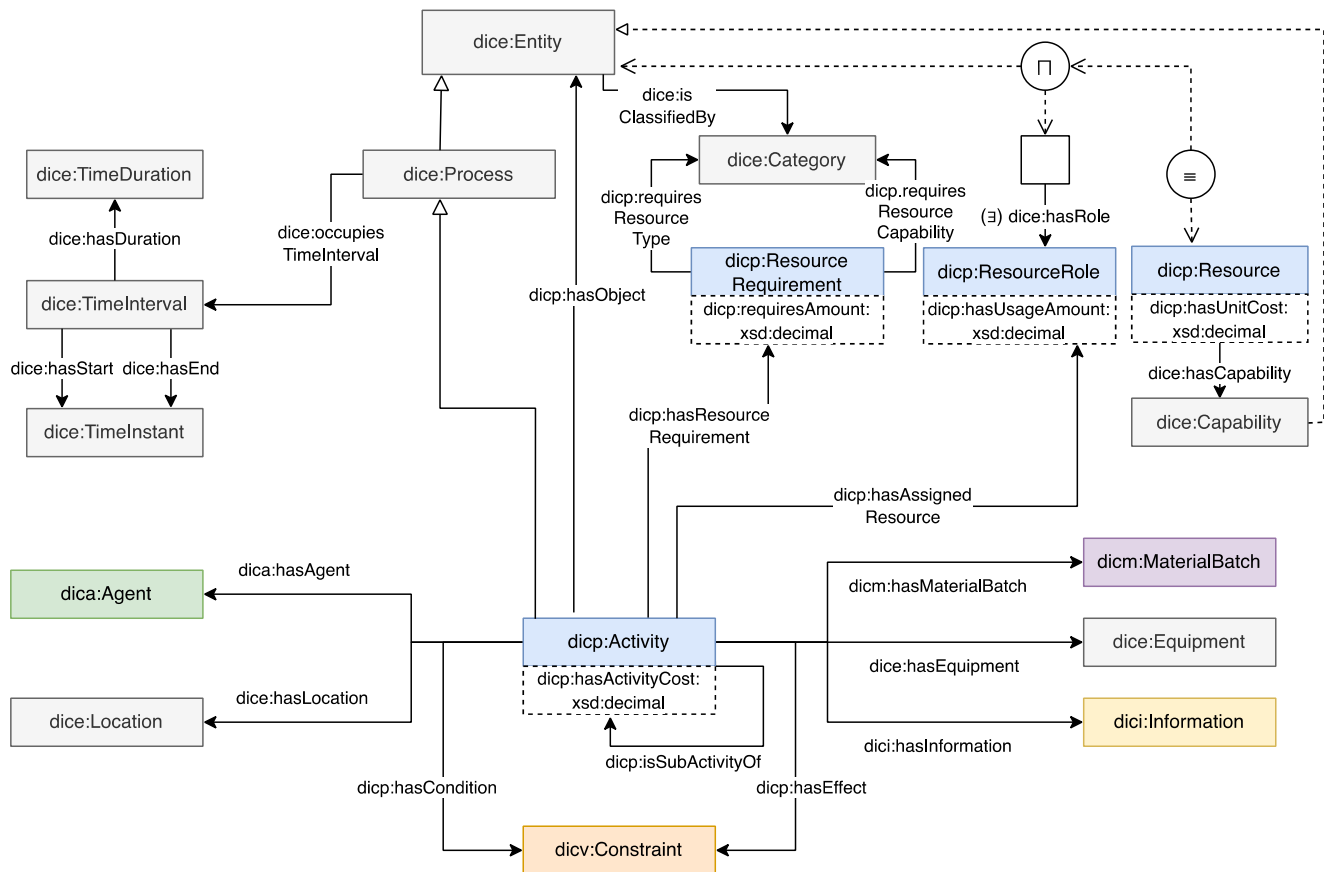 dice:Entity
⊓
dice:is
ClassifiedBy
dice:TimeDuration
dice:Process
dice:Category
≡
dicp:requires
Resource
Type
dicp.requires
Resource
Capability
(∃) dice:hasRole
dice:hasDuration
dice:occupies
TimeInterval
dicp:Resource
Requirement
dicp:ResourceRole
dicp:Resource
dicp:hasObject
dice:TimeInterval
dicp:requiresAmount:
xsd:decimal
dicp:hasUsageAmount:
xsd:decimal
dicp:hasUnitCost:
xsd:decimal
dice:hasStart
dice:hasEnd
dice:hasCapability
dice:TimeInstant
dicp:hasResource
Requirement
dice:Capability
dicp:hasAssigned
Resource
dica:hasAgent
dica:Agent
dicm:MaterialBatch
dicm:hasMaterialBatch
dicp:Activity
dice:Equipment
dice:hasEquipment
dicp:hasActivityCost:
xsd:decimal
dice:hasLocation
dice:Location
dici:Information
dici:hasInformation
dicp:isSubActivityOf
dicp:hasCondition
dicp:hasEffect
dicv:Constraint